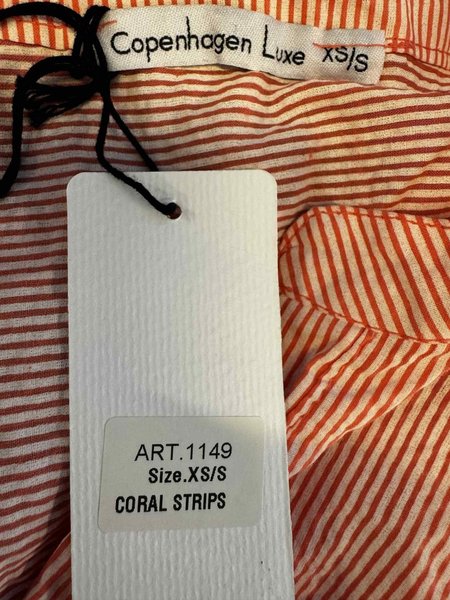 Copenhagen Luxe XS/S
ART.1149
Size.XS/S
CORAL STRIPS